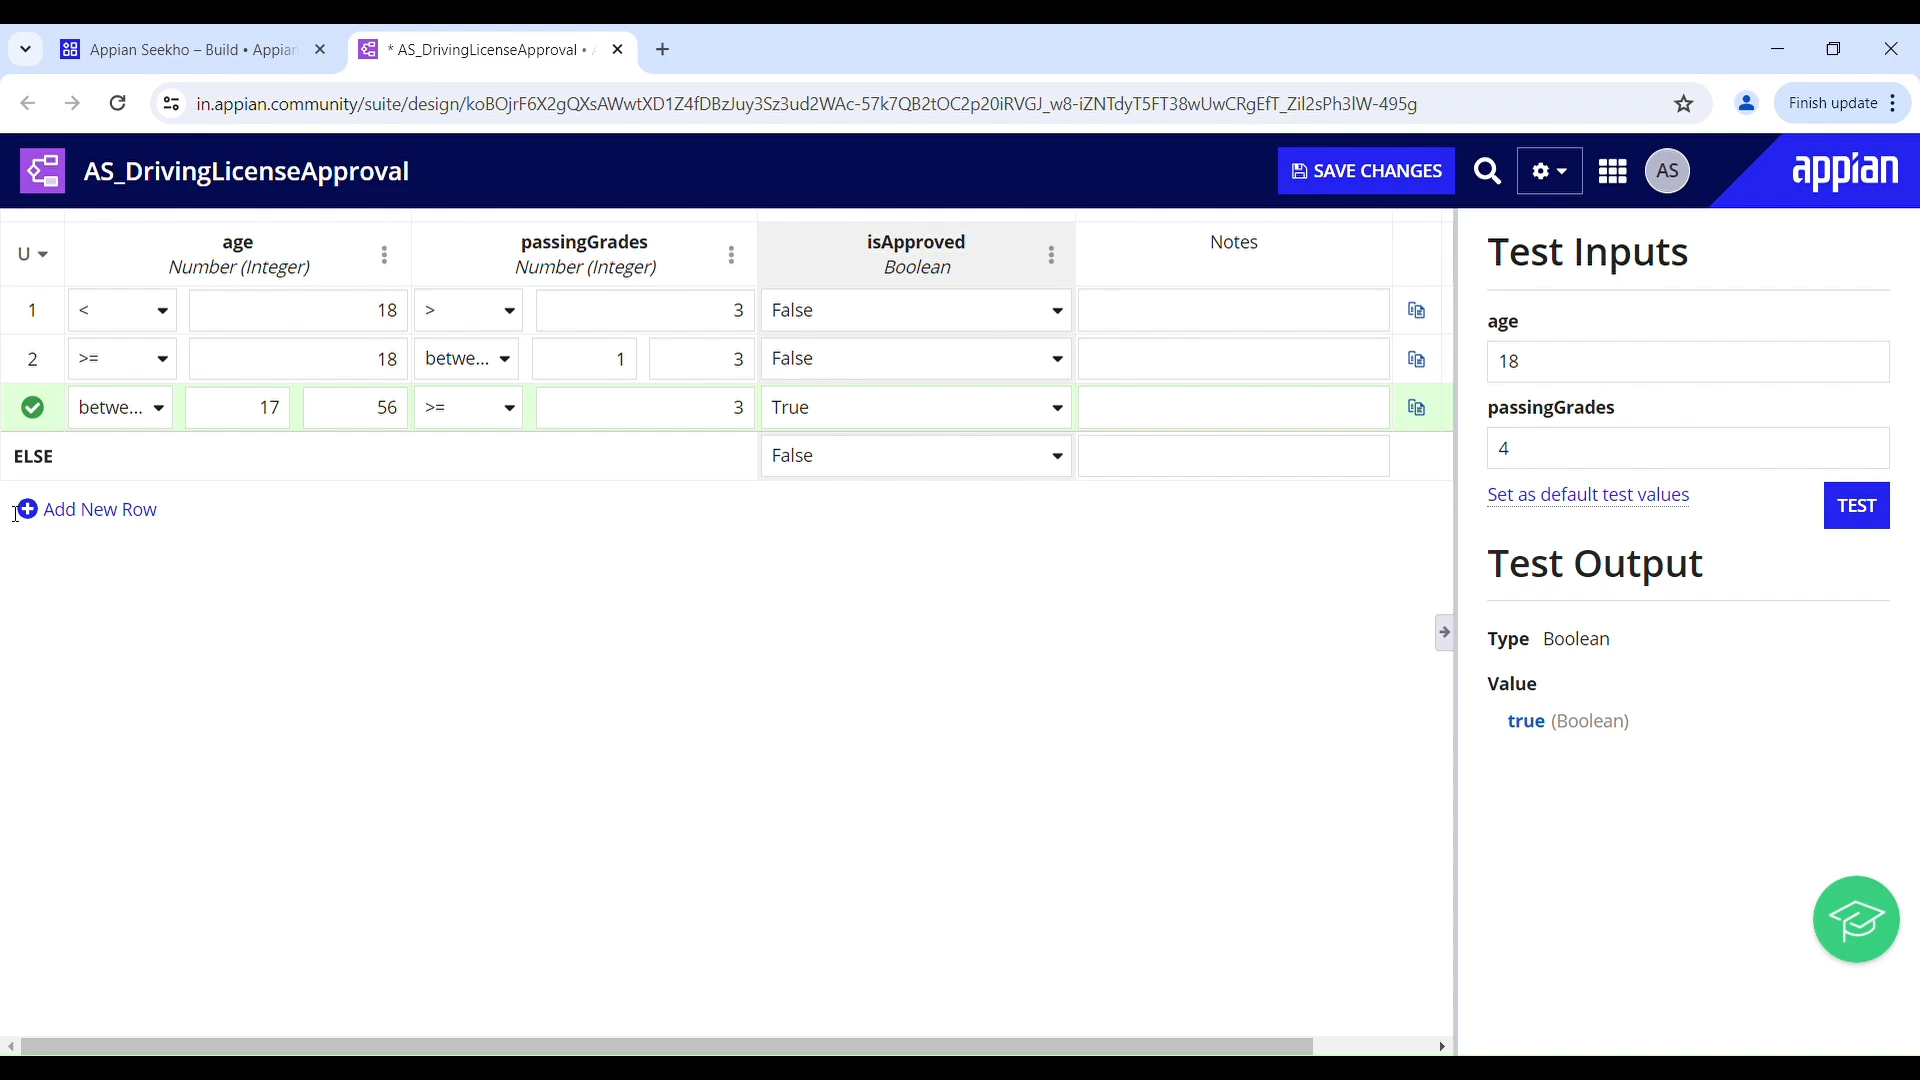 Appian Seekho – Build • Appian
* AS_DrivingLicenseApproval •
in.appian.community/suite/design/koBOjrF6X2gQXsAWwtXD1Z4fDBzJuy3Sz3ud2WAc-57k7QB2tOC2p20iRVGJ_w8-iZNTdyT5FT38wUwCRgEfT_Zil2sPh3lW-495g
Finish update
AS_DrivingLicenseApproval
SAVE CHANGES
AS
appian
U
age
Number (Integer)
passingGrades
Number (Integer)
isApproved
Boolean
Notes
1 < 18 > 3 False
2 >= 18 betwe... 1 3 False
betwe... 17 56 >= 3 True
ELSE False
Add New Row
Test Inputs
age
18
passingGrades
4
Set as default test values
TEST
Test Output
Type Boolean
Value
true (Boolean)